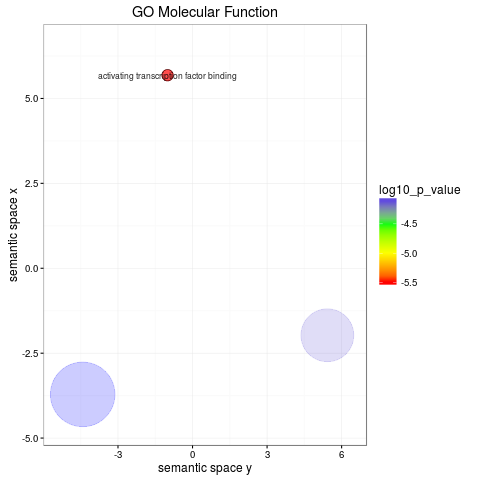 GO Molecular Function
activating transcription factor binding
5.0
2.5
0.0
-2.5
-5.0
semantic space x
-3
0
3
6
semantic space y
log10_p_value
-4.5
-5.0
-5.5